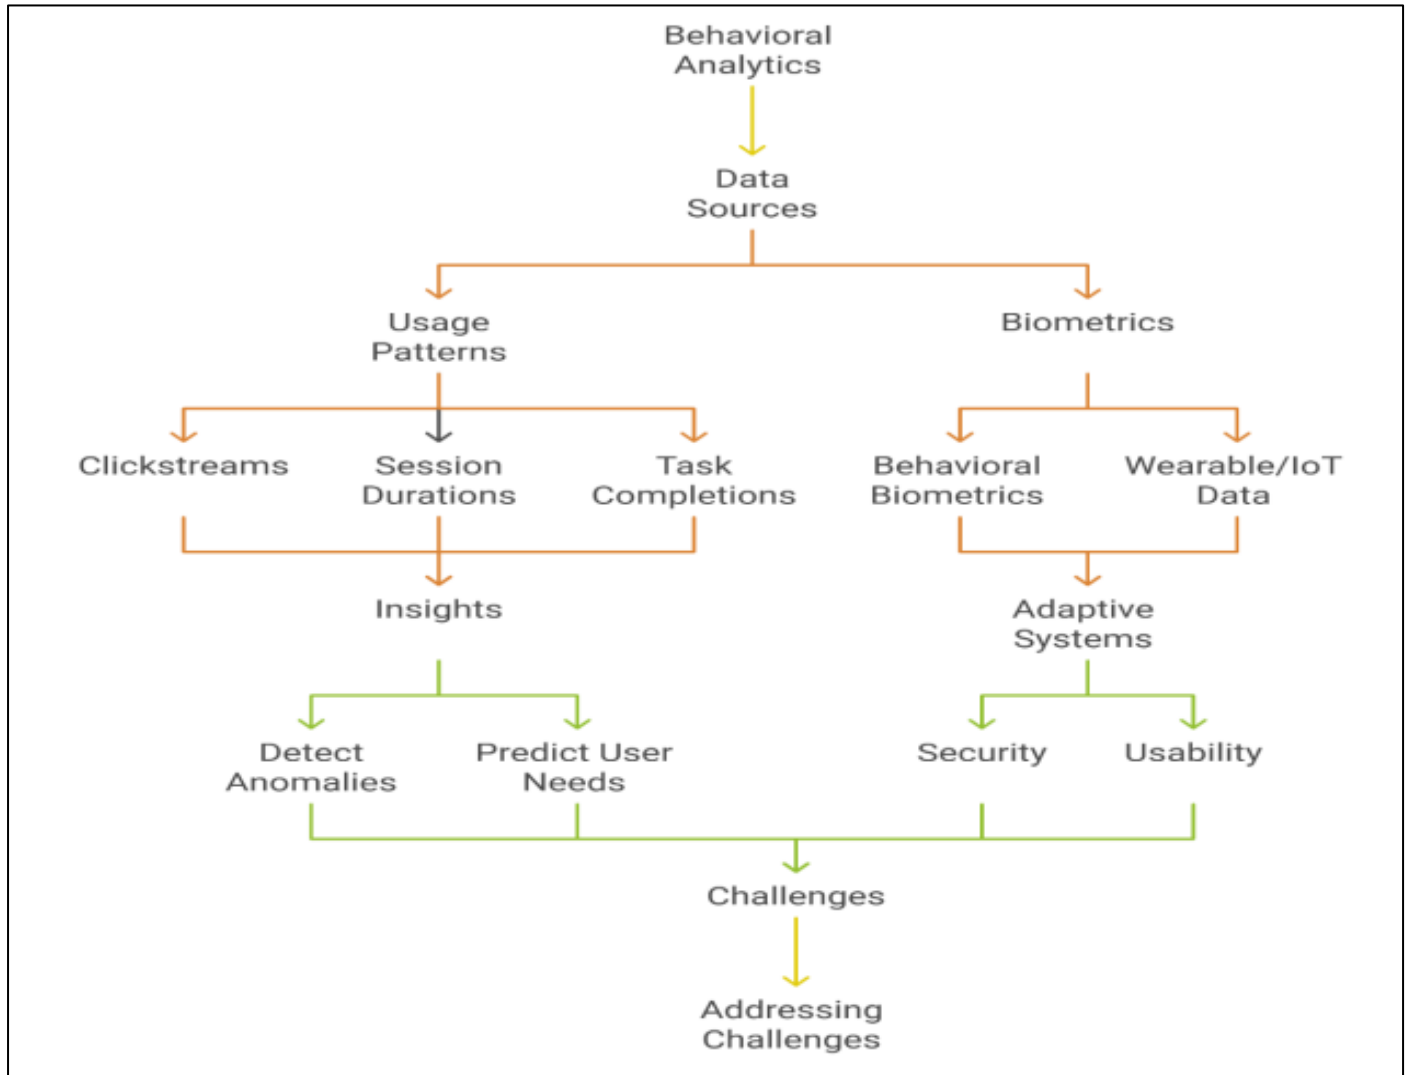 Behavioral
Analytics
Data
Sources
Usage
Patterns
Biometrics
Clickstreams
Session
Durations
Task
Completions
Behavioral
Biometrics
Wearable/IoT
Data
Insights
Adaptive
Systems
Detect
Anomalies
Predict User
Needs
Security
Usability
Challenges
Addressing
Challenges